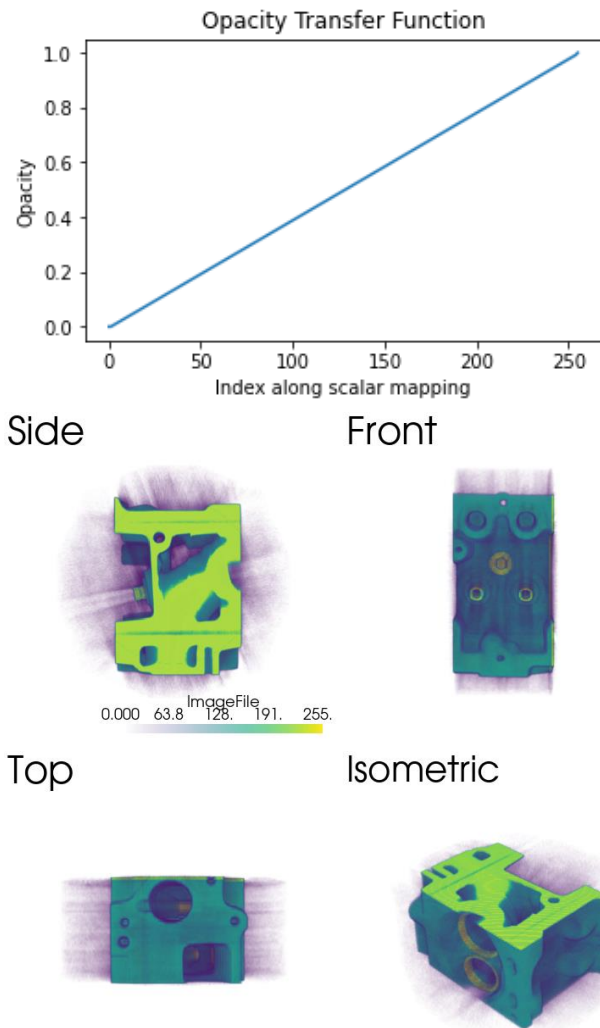 Opacity Transfer Function
1.0
0.8
0.6
0.4
0.2
0.0
Opacity
0 50 100 150 200 250
Index along scalar mapping
Side Front
ImageFile
0.000 63.8 128. 191. 255.
Top Isometric